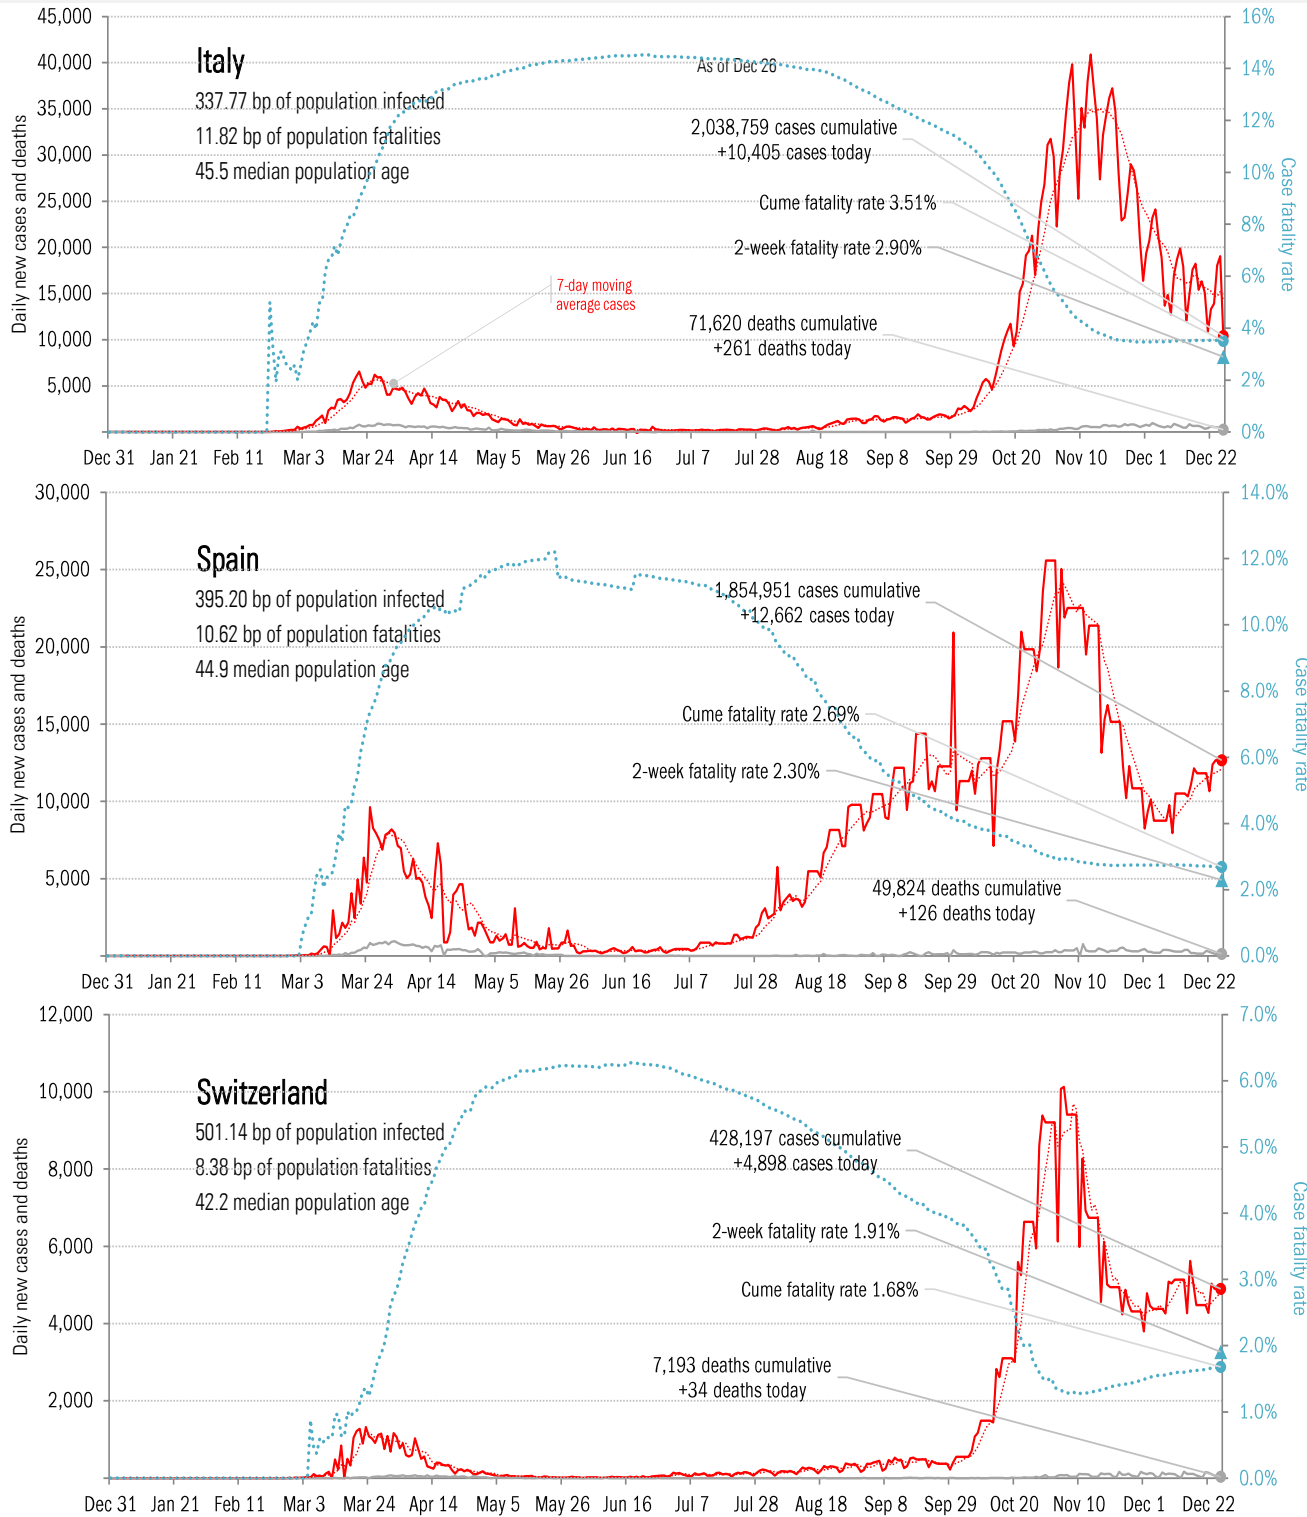 45,000
40,000
35,000
30,000
25,000
20,000
15,000
10,000
5,000
Daily new cases and deaths
16%
14%
12%
10%
8%
6%
4%
2%
0%
Case fatality rate
Italy
337.77 bp of population infected
11.82 bp of population fatalities
45.5 median population age
As of Dec 26
2,038,759 cases cumulative
+10,405 cases today
Cume fatality rate 3.51%
2-week fatality rate 2.90%
7-day moving
average cases
71,620 deaths cumulative
+261 deaths today
Dec 31 Jan 21 Feb 11 Mar 3 Mar 24 Apr 14 May 5 May 26 Jun 16 Jul 7 Jul 28 Aug 18 Sep 8 Sep 29 Oct 20 Nov 10 Dec 1 Dec 22
30,000
25,000
20,000
15,000
10,000
5,000
Daily new cases and deaths
14.0%
12.0%
10.0%
8.0%
6.0%
4.0%
2.0%
0.0%
Case fatality rate
Spain
395.20 bp of population infected
10.62 bp of population fatalities
44.9 median population age
1,854,951 cases cumulative
+12,662 cases today
Cume fatality rate 2.69%
2-week fatality rate 2.30%
49,824 deaths cumulative
+126 deaths today
Dec 31 Jan 21 Feb 11 Mar 3 Mar 24 Apr 14 May 5 May 26 Jun 16 Jul 7 Jul 28 Aug 18 Sep 8 Sep 29 Oct 20 Nov 10 Dec 1 Dec 22
12,000
10,000
8,000
6,000
4,000
2,000
Daily new cases and deaths
7.0%
6.0%
5.0%
4.0%
3.0%
2.0%
1.0%
0.0%
Case fatality rate
Switzerland
501.14 bp of population infected
8.38 bp of population fatalities
42.2 median population age
428,197 cases cumulative
+4,898 cases today
2-week fatality rate 1.91%
Cume fatality rate 1.68%
7,193 deaths cumulative
+34 deaths today
Dec 31 Jan 21 Feb 11 Mar 3 Mar 24 Apr 14 May 5 May 26 Jun 16 Jul 7 Jul 28 Aug 18 Sep 8 Sep 29 Oct 20 Nov 10 Dec 1 Dec 22